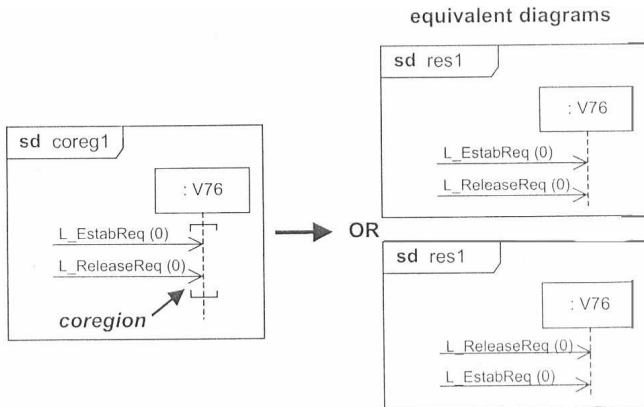 equivalent diagrams
sd coreg1
: V76
L_EstabReq (0)
L_ReleaseReq (0)
coregion
OR
sd res1
: V76
L_EstabReq (0)
L_ReleaseReq (0)
sd res1
: V76
L_ReleaseReq (0)
L_EstabReq (0)